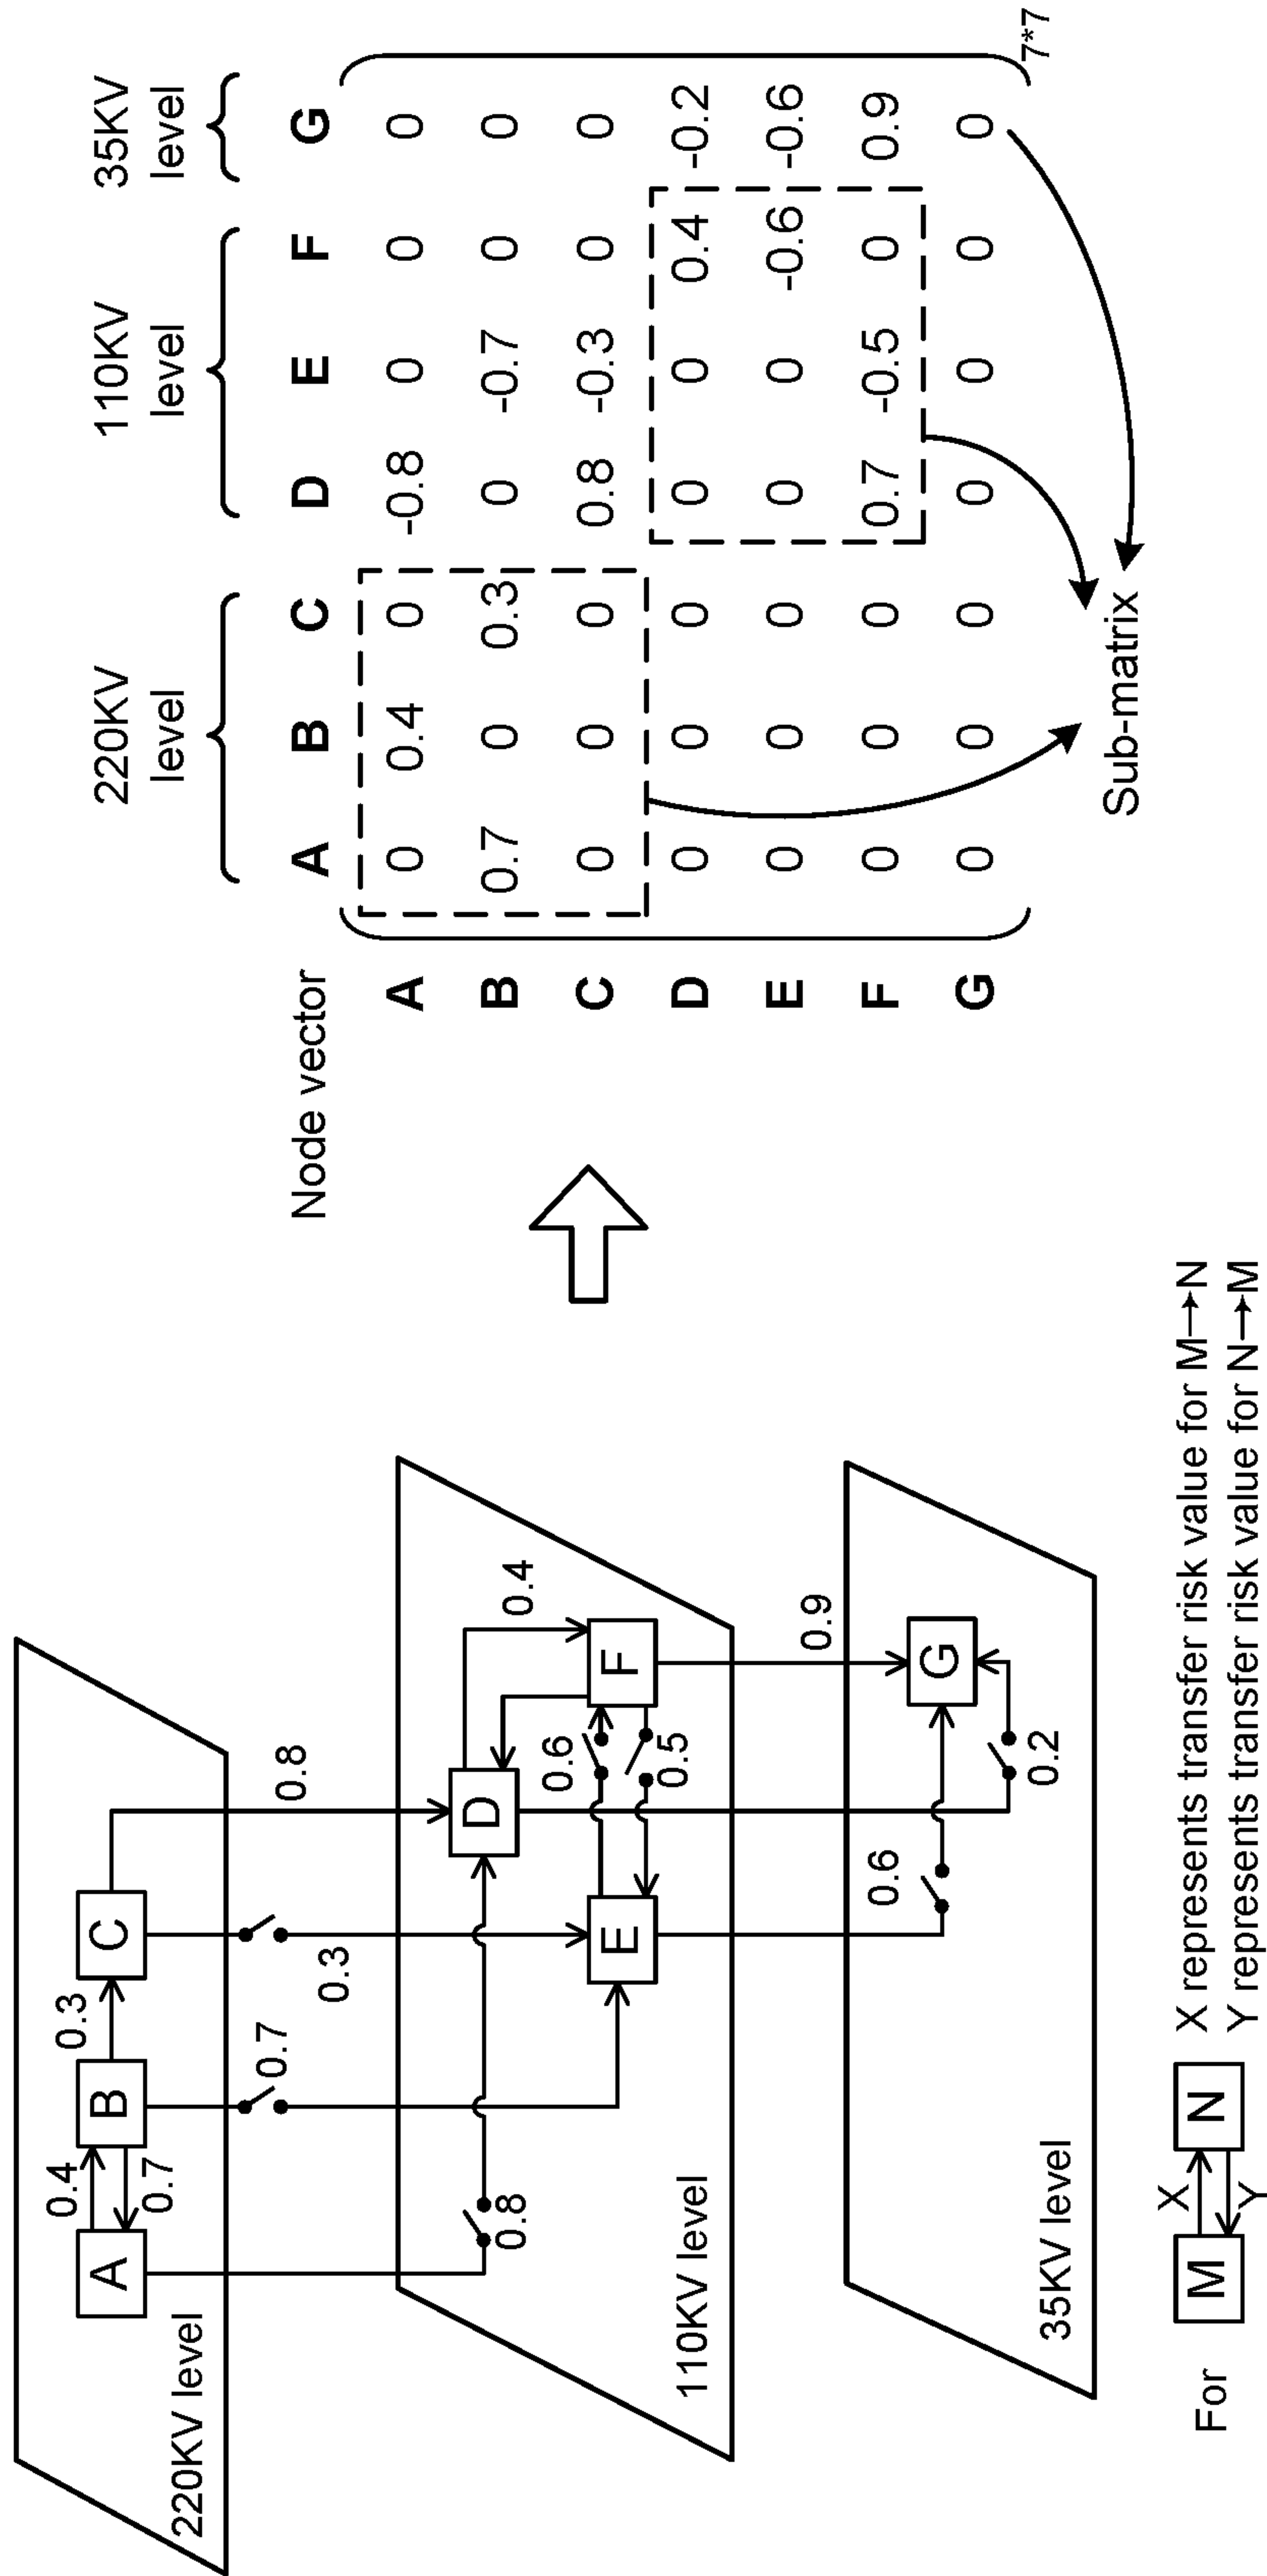 220KV level
A
B
C
0.4
0.7
0.3
0.7
0.3
0.8
0.8
110KV level
D
E
F
0.4
0.6
0.5
35KV level
G
0.6
0.2
0.9
For
M
N
X
Y
X represents transfer risk value for M→N
Y represents transfer risk value for N→M
220KV level
110KV level
35KV level
Node vector
A B C D E F G
A 0 0.4 0 -0.8 0 0 0
B 0.7 0 0.3 0 -0.7 0 0
C 0 0 0 0.8 -0.3 0 0
D 0 0 0 0 0 0.4 -0.2
E 0 0 0 0 0 -0.6 -0.6
F 0 0 0 0.7 -0.5 0 0.9
G 0 0 0 0 0 0 0
7*7
Sub-matrix